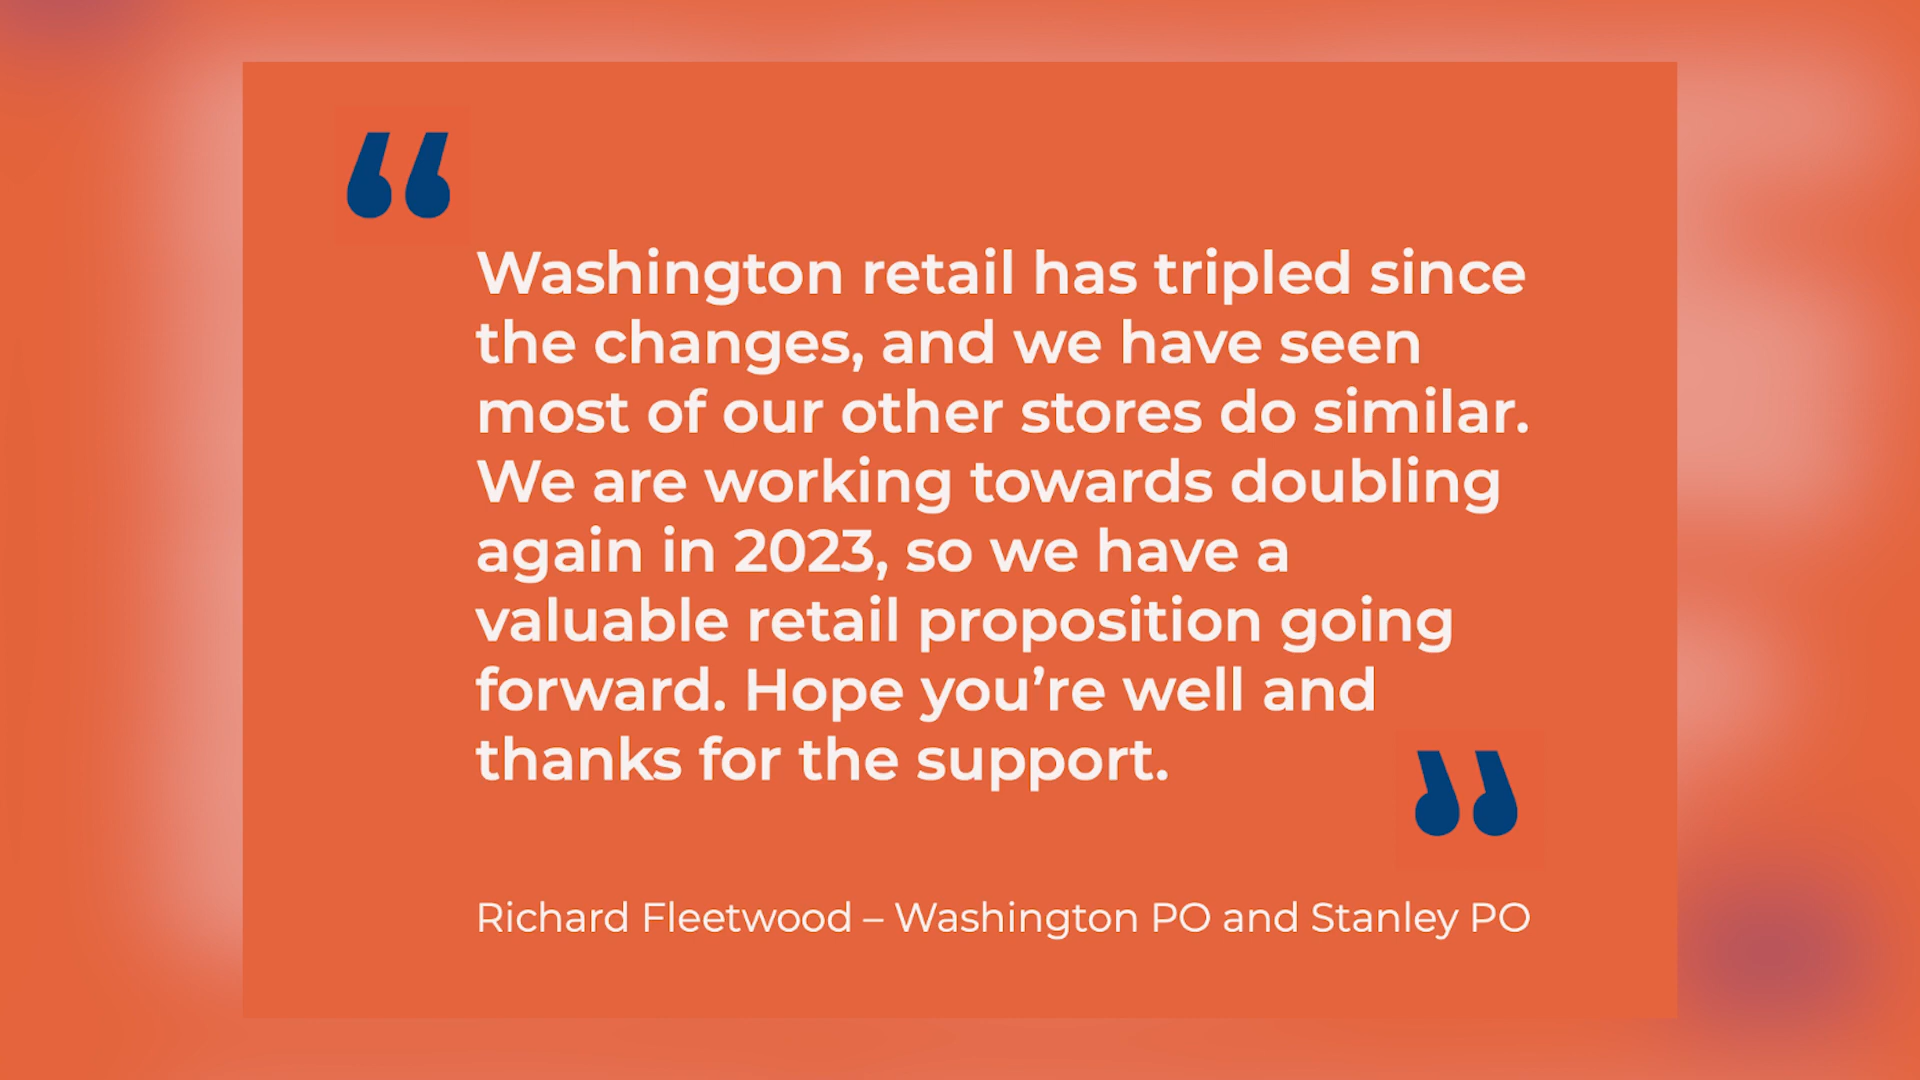 “
Washington retail has tripled since
the changes, and we have seen
most of our other stores do similar.
We are working towards doubling
again in 2023, so we have a
valuable retail proposition going
forward. Hope you’re well and
thanks for the support.
”
Richard Fleetwood – Washington PO and Stanley PO